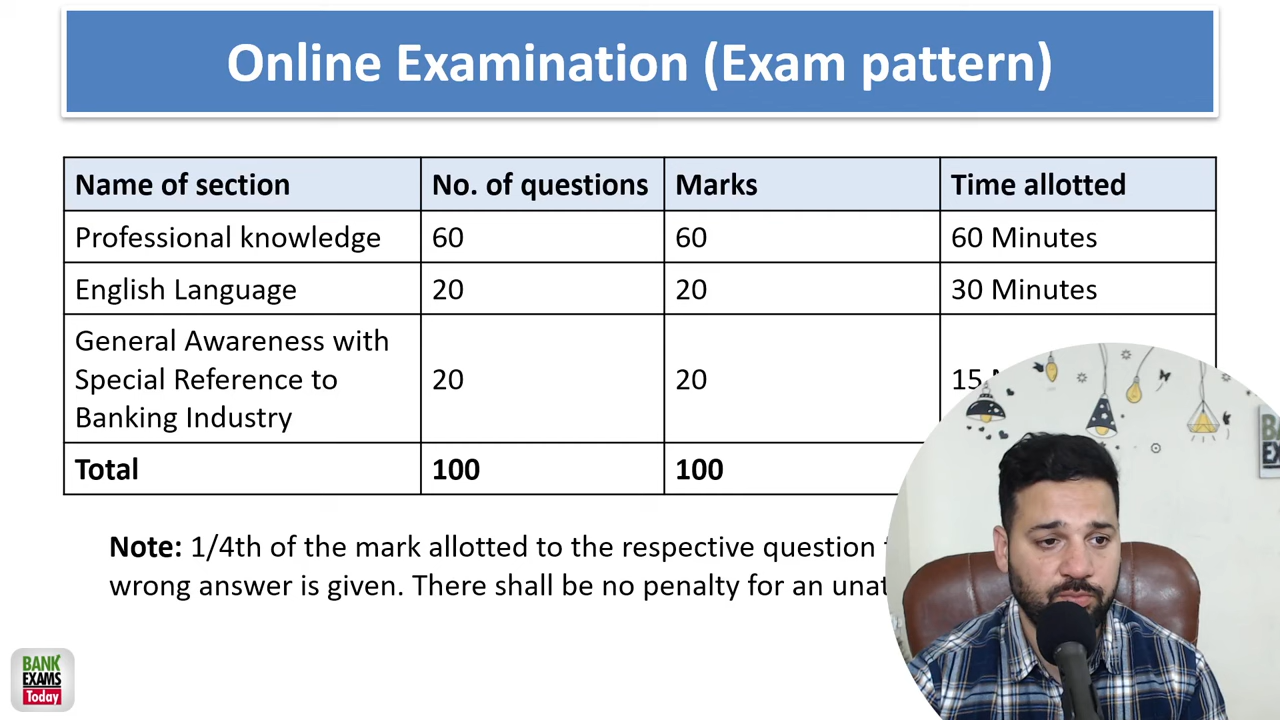 Online Examination (Exam pattern)
Name of section No. of questions Marks Time allotted
Professional knowledge 60 60 60 Minutes
English Language 20 20 30 Minutes
General Awareness with
Special Reference to 20 20 15
Banking Industry
Total 100 100
Note: 1/4th of the mark allotted to the respective question
wrong answer is given. There shall be no penalty for an
BANK
EXAMS
Today